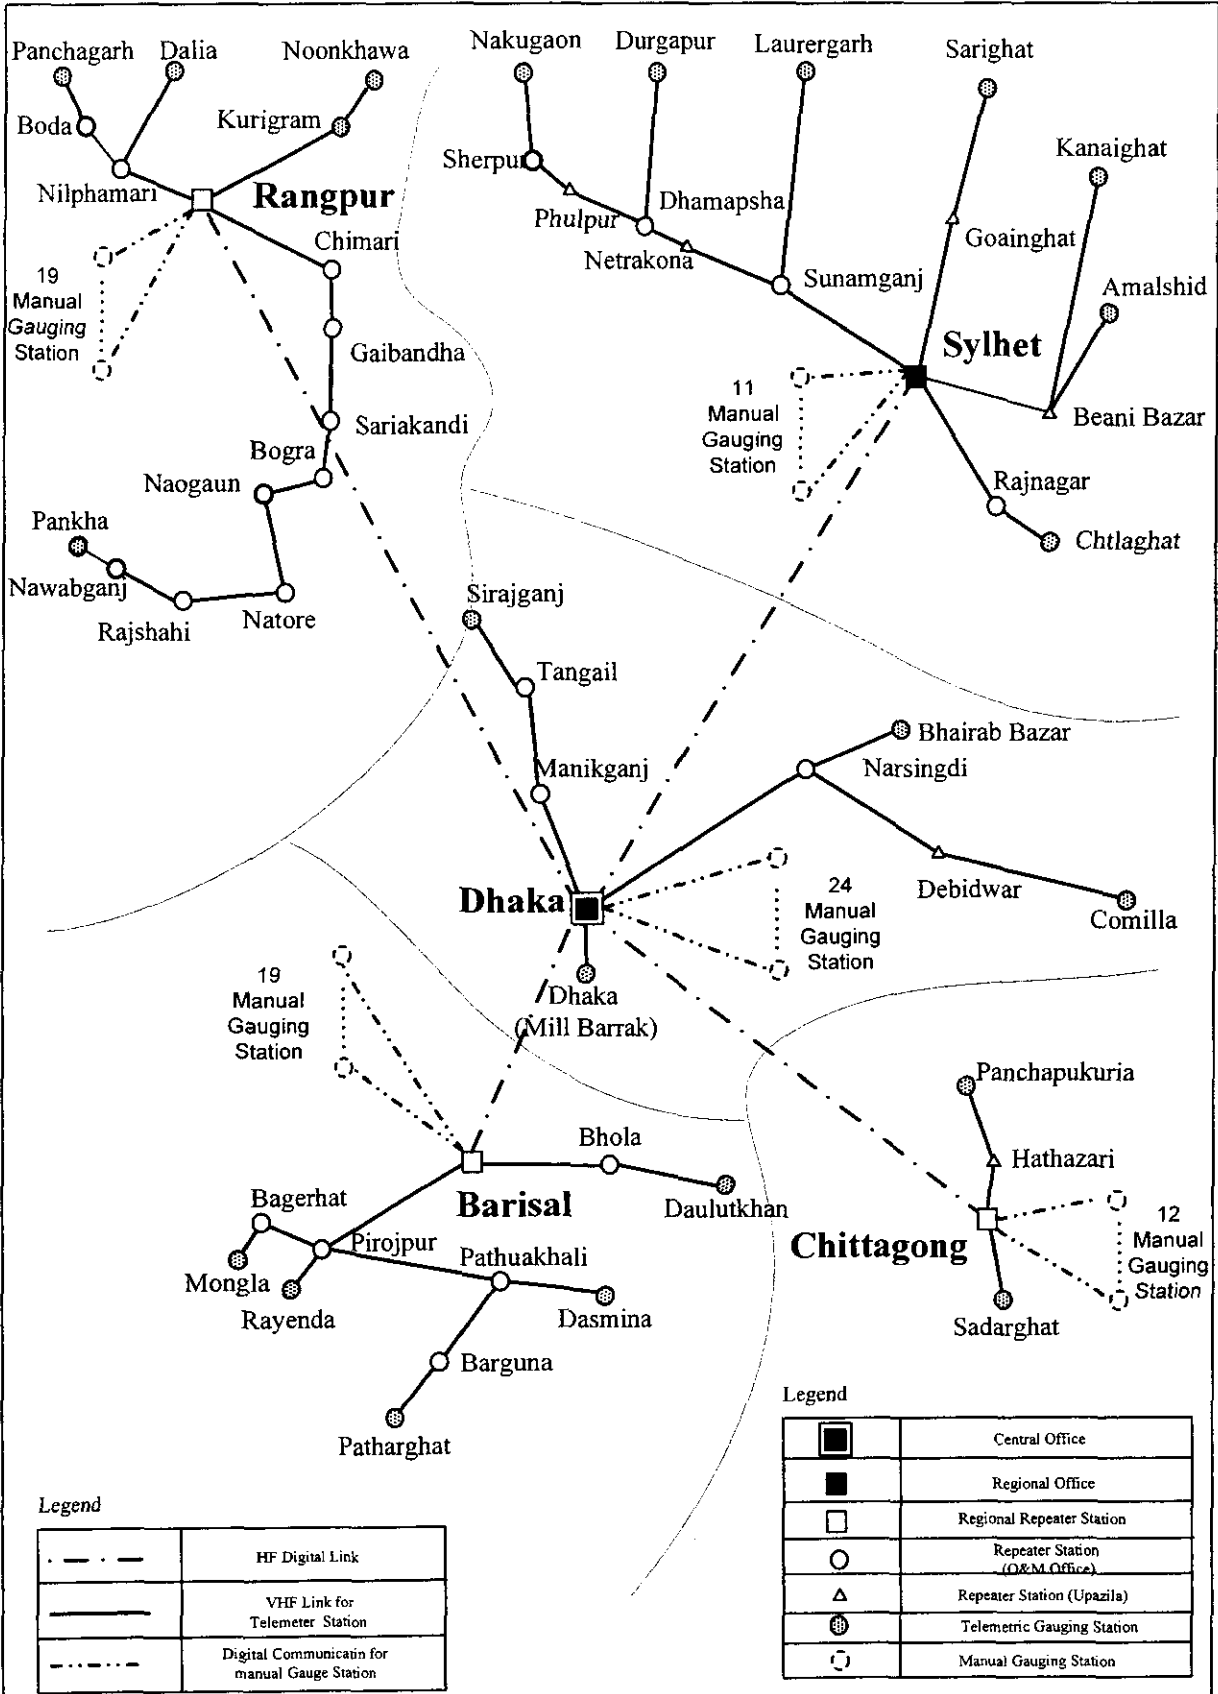 Panchagarh
Dalia
Noonkhawa
Boda
Kurigram
Nilphamari
Rangpur
Chimari
19
Manual
Gauging
Station
Gaibandha
Sariakandi
Bogra
Naogaun
Pankha
Nawabganj
Rajshahi
Natore
Nakugaon
Durgapur
Laurergarh
Sarighat
Kanaighat
Sherpur
Phulpur
Dhamapsha
Netrakona
Sunamganj
Goainghat
Amalshid
Sylhet
11
Manual
Gauging
Station
Beani Bazar
Rajnagar
Chtlaghat
Sirajganj
Tangail
Manikganj
Bhairab Bazar
Narsingdi
Dhaka
24
Manual
Gauging
Station
Debidwar
Comilla
Dhaka
(Mill Barrak)
19
Manual
Gauging
Station
Bhola
Barisal
Daulutkhan
Bagerhat
Pirojpur
Pathuakhali
Mongla
Rayenda
Dasmina
Barguna
Patharghat
Panchapukuria
Hathazari
Chittagong
12
Manual
Gauging
Station
Sadarghat
Legend
Central Office
Regional Office
Regional Repeater Station
Repeater Station
(O&M Office)
Repeater Station (Upazila)
Telemetric Gauging Station
Manual Gauging Station
Legend
HF Digital Link
VHF Link for
Telemeter Station
Digital Communicatin for
manual Gauge Station